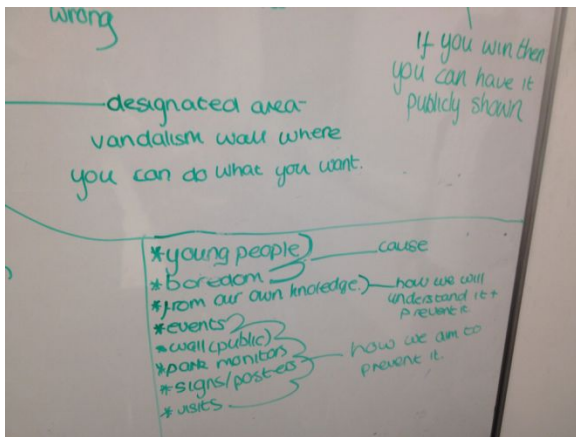 wrong
If you win then
you can have it
publicly shown
designated area-
vandalism wall where
you can do what you want.
*young people
*boredom
cause
*from our own knoledge.
how we will
understand it +
prevent it
*events
*wall (public)
*park monitors
*signs/posters
*visits
how we aim to
prevent it.